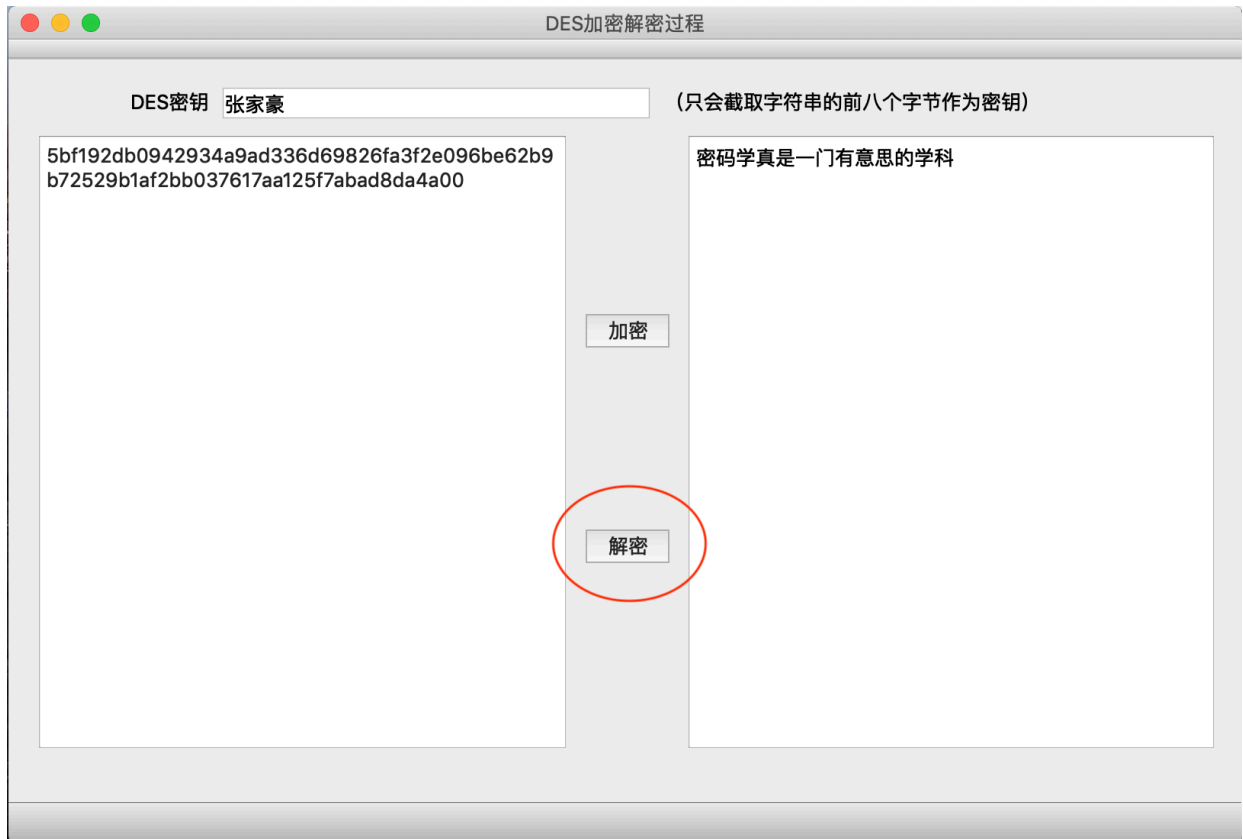 DES加密解密过程
DES密钥 张家豪 （只会截取字符串的前八个字节作为密钥）
5bf192db0942934a9ad336d69826fa3f2e096be62b9
b72529b1af2bb037617aa125f7abad8da4a00
密码学真是一门有意思的学科
加密
解密